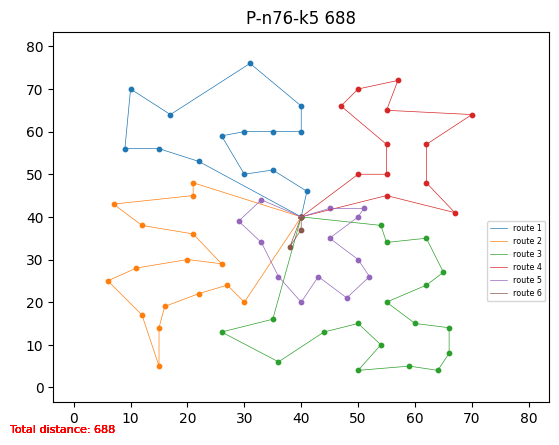 P-n76-k5 688
80
70
60
50
40
30
20
10
0
route 1
route 2
route 3
route 4
route 5
route 6
0 10 20 30 40 50 60 70 80
Total distance: 688